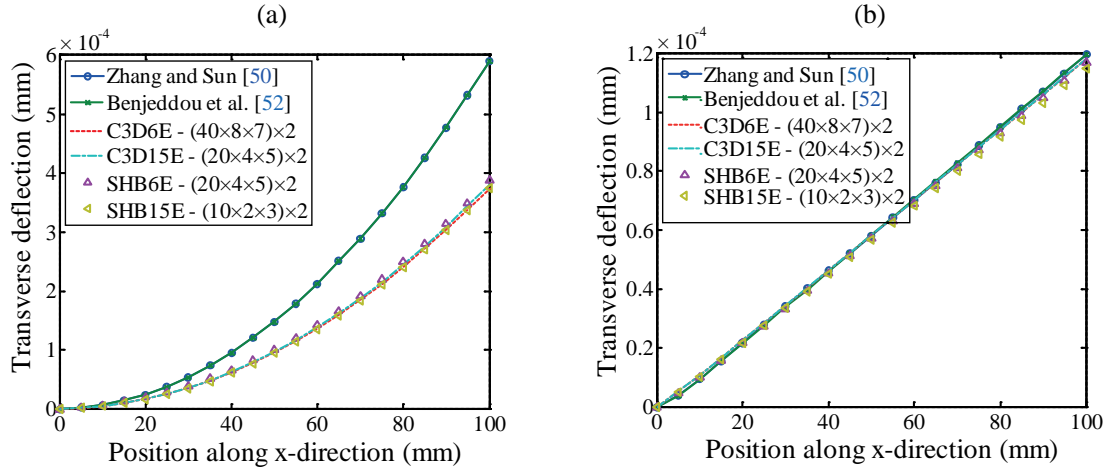 (a)
× 10⁻⁴
6
5
4
3
2
1
0
0 20 40 60 80 100
Transverse deflection (mm)
Position along x-direction (mm)
Zhang and Sun [50]
Benjeddou et al. [52]
C3D6E - (40×8×7)×2
C3D15E - (20×4×5)×2
SHB6E - (20×4×5)×2
SHB15E - (10×2×3)×2
(b)
× 10⁻⁴
1.2
1
0.8
0.6
0.4
0.2
0
0 20 40 60 80 100
Transverse deflection (mm)
Position along x-direction (mm)
Zhang and Sun [50]
Benjeddou et al. [52]
C3D6E - (40×8×7)×2
C3D15E - (20×4×5)×2
SHB6E - (20×4×5)×2
SHB15E - (10×2×3)×2